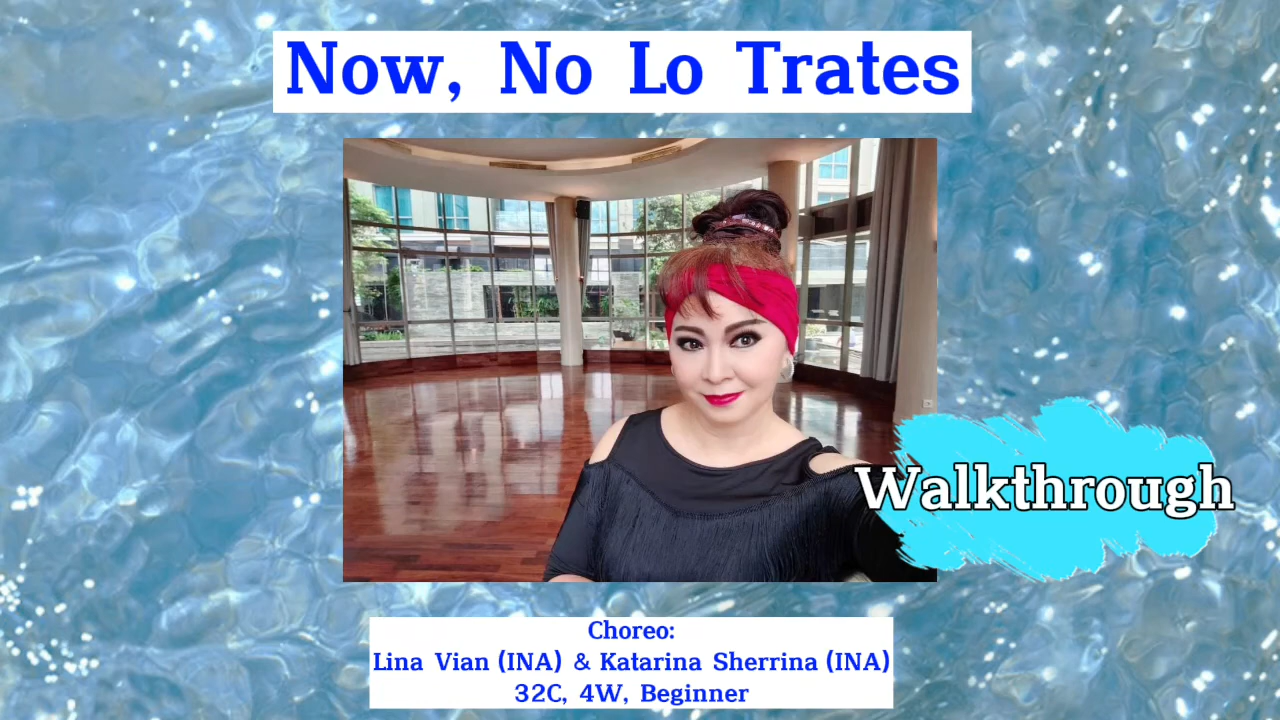 Now, No Lo Trates
Walkthrough
Choreo:
Lina Vian (INA) & Katarina Sherrina (INA)
32C, 4W, Beginner